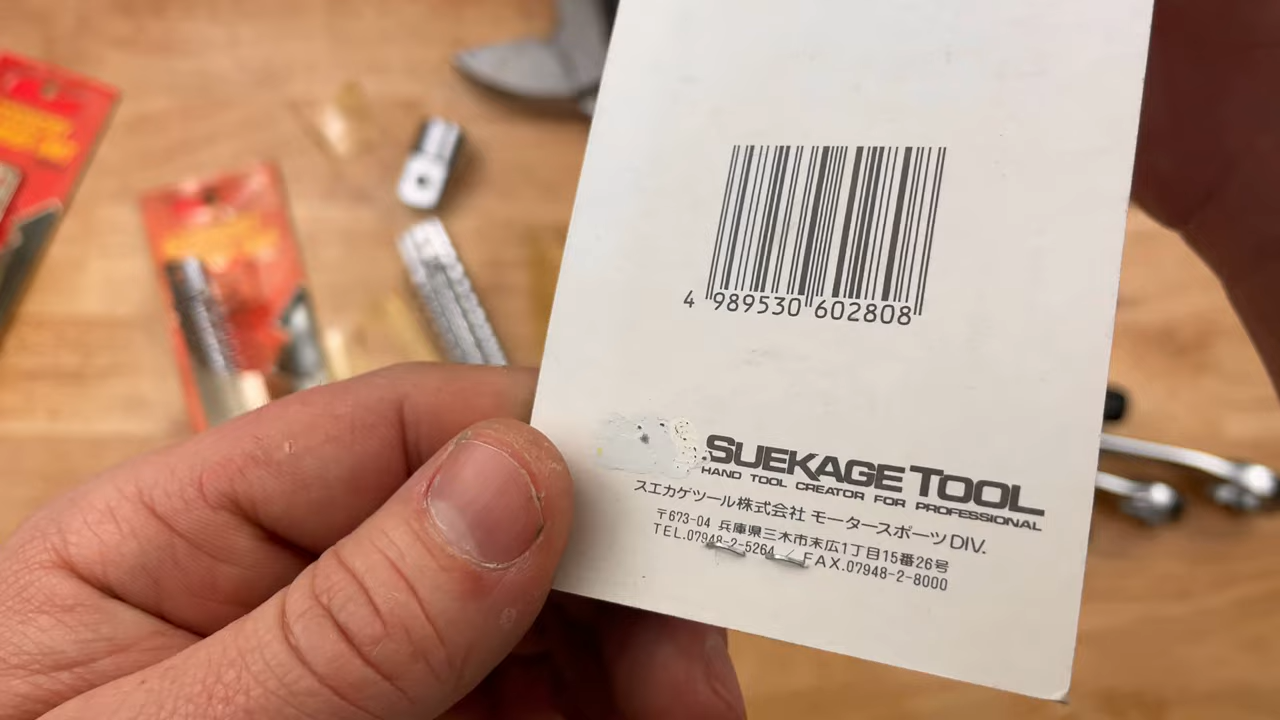 4 989530 602808
SUEKAGE TOOL
HAND TOOL CREATOR FOR PROFESSIONAL
スエカゲツール株式会社 モータースポーツDIV.
〒673-04 兵庫県三木市末広1丁目15番26号
TEL.07948-2-5264 / FAX.07948-2-8000